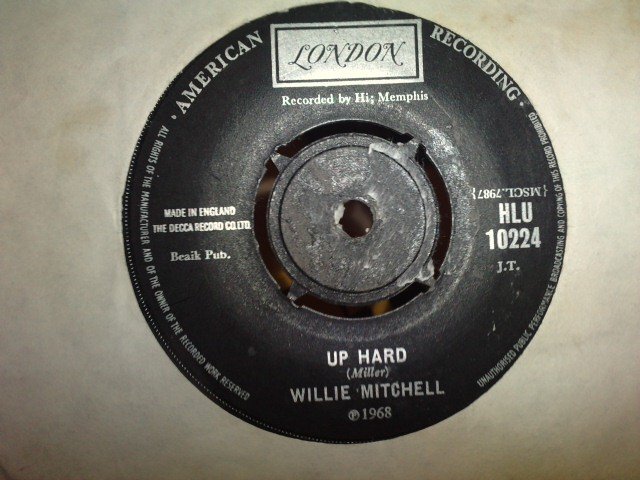 · AMERICAN RECORDING ·
LONDON
Recorded by Hi; Memphis
{MSCL.7987}
MADE IN ENGLAND
THE DECCA RECORD CO. LTD.
Beaik Pub.
HLU
10224
J.T.
UP HARD
(Miller)
WILLIE MITCHELL
℗1968
ALL RIGHTS OF THE MANUFACTURER AND OF THE OWNER OF THE RECORDED WORK RESERVED
UNAUTHORISED PUBLIC PERFORMANCE BROADCASTING AND COPYING OF THIS RECORD PROHIBITED